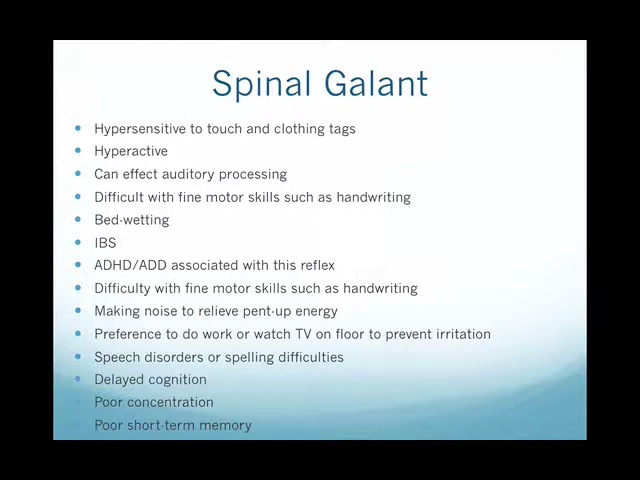 Spinal Galant
• Hypersensitive to touch and clothing tags
• Hyperactive
• Can effect auditory processing
• Difficult with fine motor skills such as handwriting
• Bed-wetting
• IBS
• ADHD/ADD associated with this reflex
• Difficulty with fine motor skills such as handwriting
• Making noise to relieve pent-up energy
• Preference to do work or watch TV on floor to prevent irritation
• Speech disorders or spelling difficulties
• Delayed cognition
• Poor concentration
• Poor short-term memory